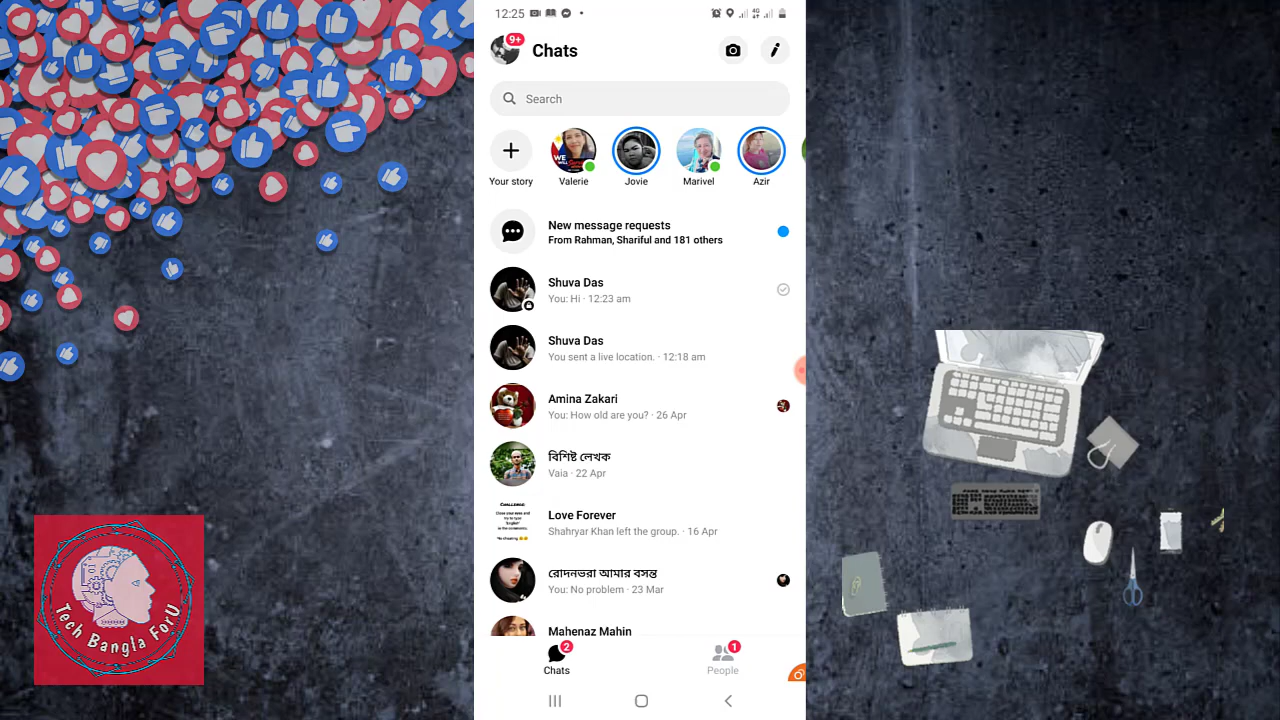 12:25
9+
Chats
Search
Your story
Valerie
Jovie
Marivel
Azir
New message requests
From Rahman, Shariful and 181 others
Shuva Das
You: Hi · 12:23 am
Shuva Das
You sent a live location. · 12:18 am
Amina Zakari
You: How old are you? · 26 Apr
বিশিষ্ট লেখক
Vaia · 22 Apr
Love Forever
Shahryar Khan left the group. · 16 Apr
রোদনভরা আমার বসন্ত
You: No problem · 23 Mar
Mahenaz Mahin
2
Chats
1
People
Tech Bangla ForU